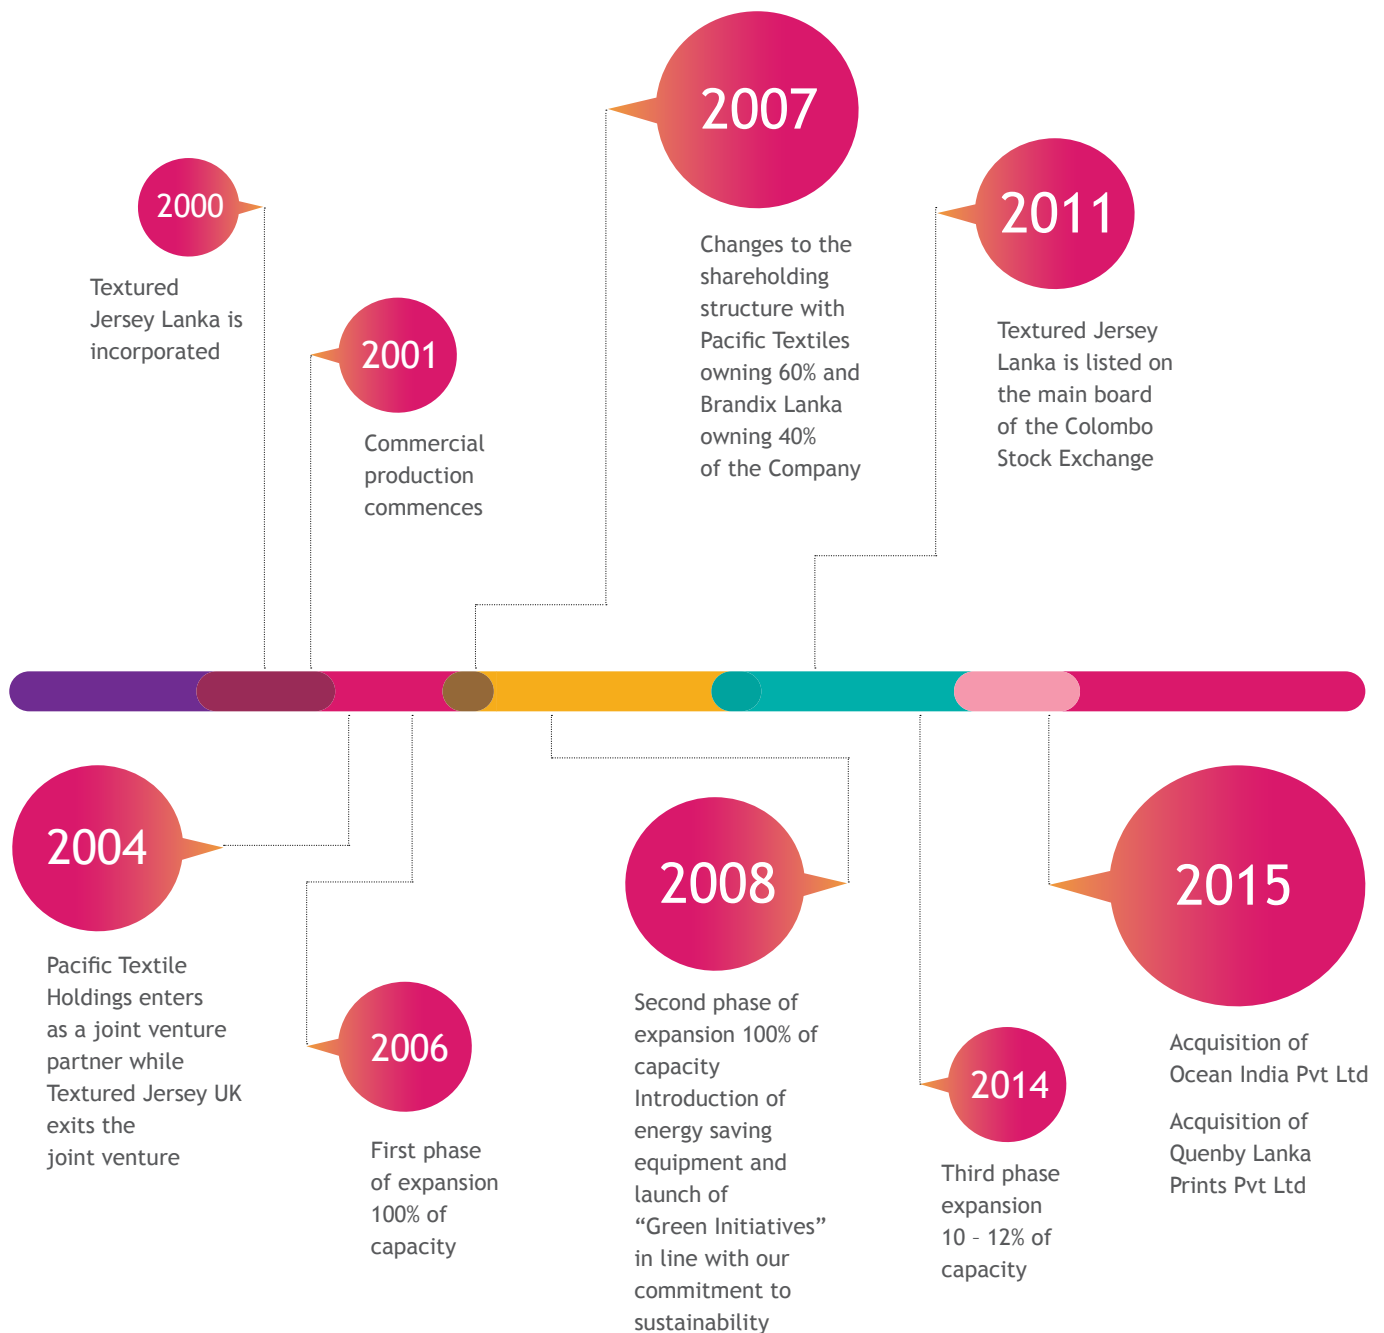 2000
Textured
Jersey Lanka is
incorporated
2001
Commercial
production
commences
2007
Changes to the
shareholding
structure with
Pacific Textiles
owning 60% and
Brandix Lanka
owning 40%
of the Company
2011
Textured Jersey
Lanka is listed on
the main board
of the Colombo
Stock Exchange
2004
Pacific Textile
Holdings enters
as a joint venture
partner while
Textured Jersey UK
exits the
joint venture
2006
First phase
of expansion
100% of
capacity
2008
Second phase of
expansion 100% of
capacity
Introduction of
energy saving
equipment and
launch of
“Green Initiatives”
in line with our
commitment to
sustainability
2014
Third phase
expansion
10 – 12% of
capacity
2015
Acquisition of
Ocean India Pvt Ltd
Acquisition of
Quenby Lanka
Prints Pvt Ltd